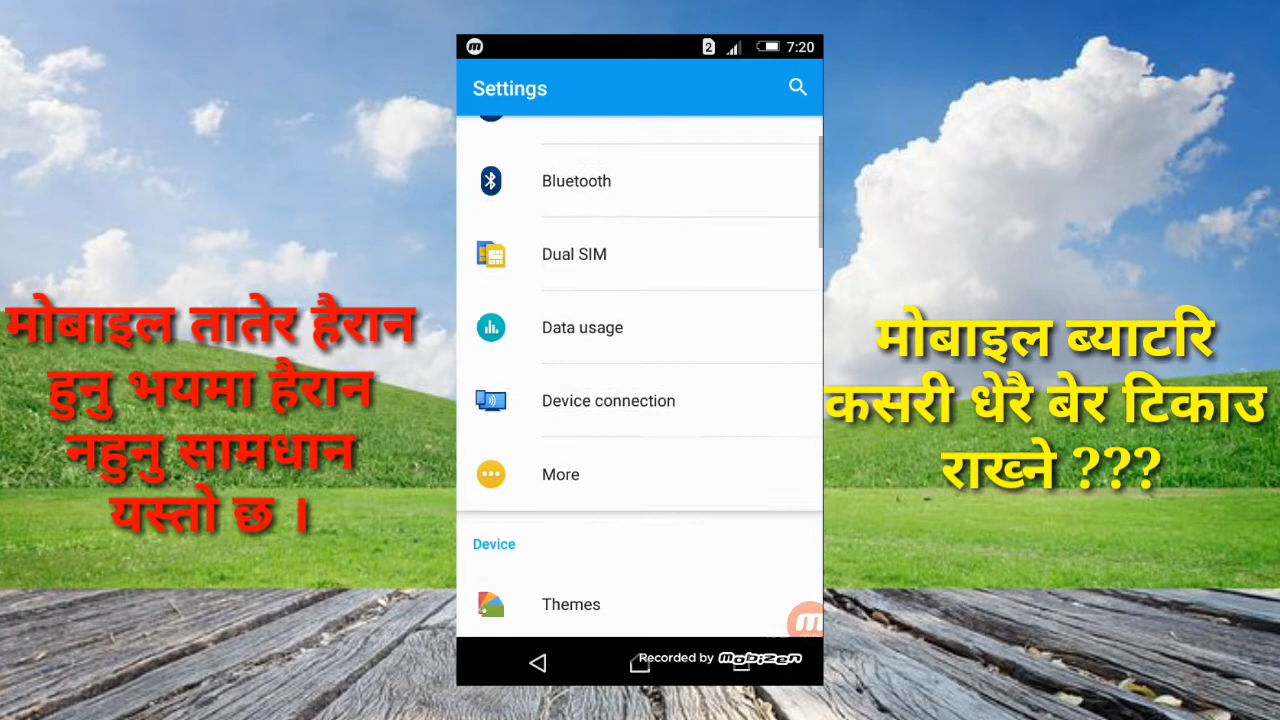 2 7:20
Settings
Bluetooth
Dual SIM
Data usage
Device connection
More
Device
Themes
Recorded by Mobizen
मोबाइल तातेर हैरान
हुनु भयमा हैरान
नहुनु सामधान
यस्तो छ ।
मोबाइल ब्याटरि
कसरी धेरै बेर टिकाउ
राख्ने ???